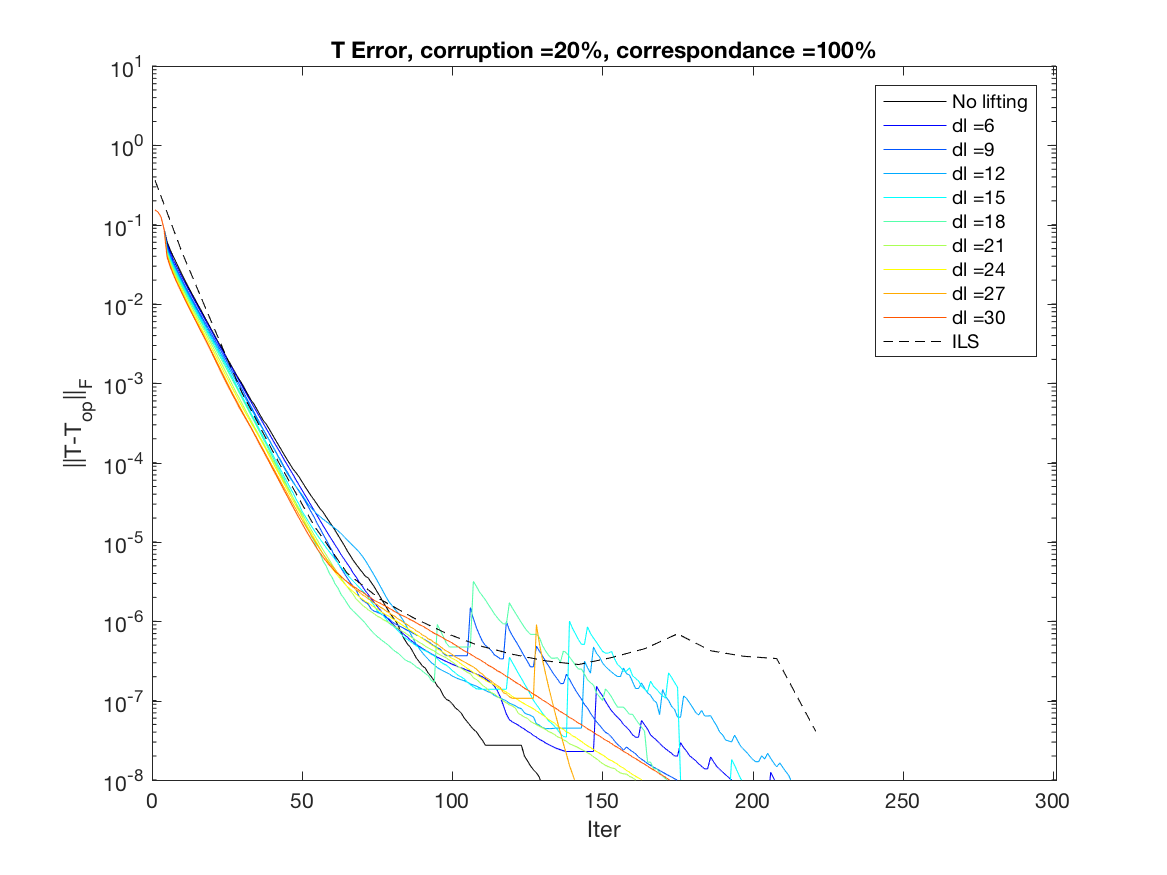 T Error, corruption =20%, correspondance =100%
10^1
10^0
10^-1
10^-2
10^-3
10^-4
10^-5
10^-6
10^-7
10^-8
||T-T_op||_F
0 50 100 150 200 250 300
Iter
No lifting
dl =6
dl =9
dl =12
dl =15
dl =18
dl =21
dl =24
dl =27
dl =30
ILS